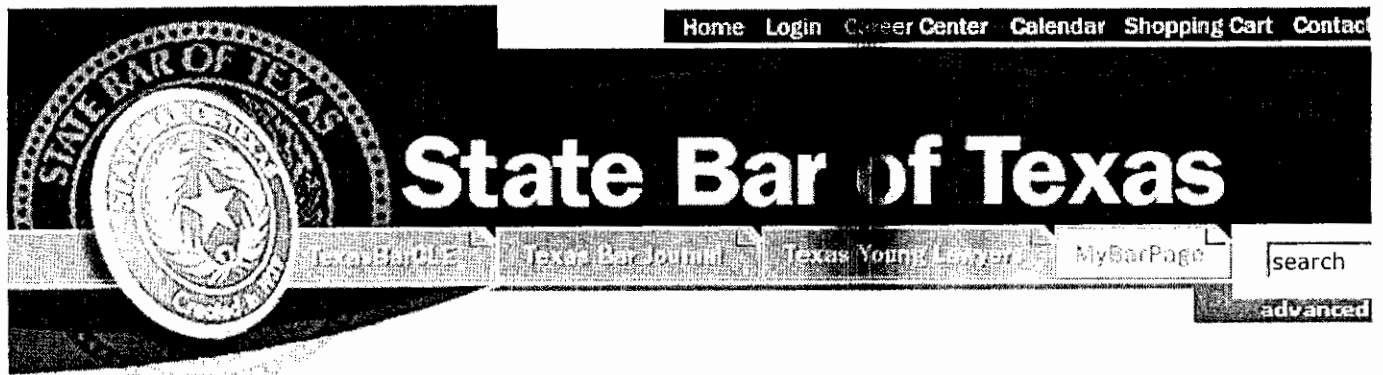 Home Login Career Center Calendar Shopping Cart Contact
STATE BAR OF TEXAS
State Bar of Texas
TexasBarCLE Texas Bar Journal Texas Young Lawyers MyBarPage
search
advanced